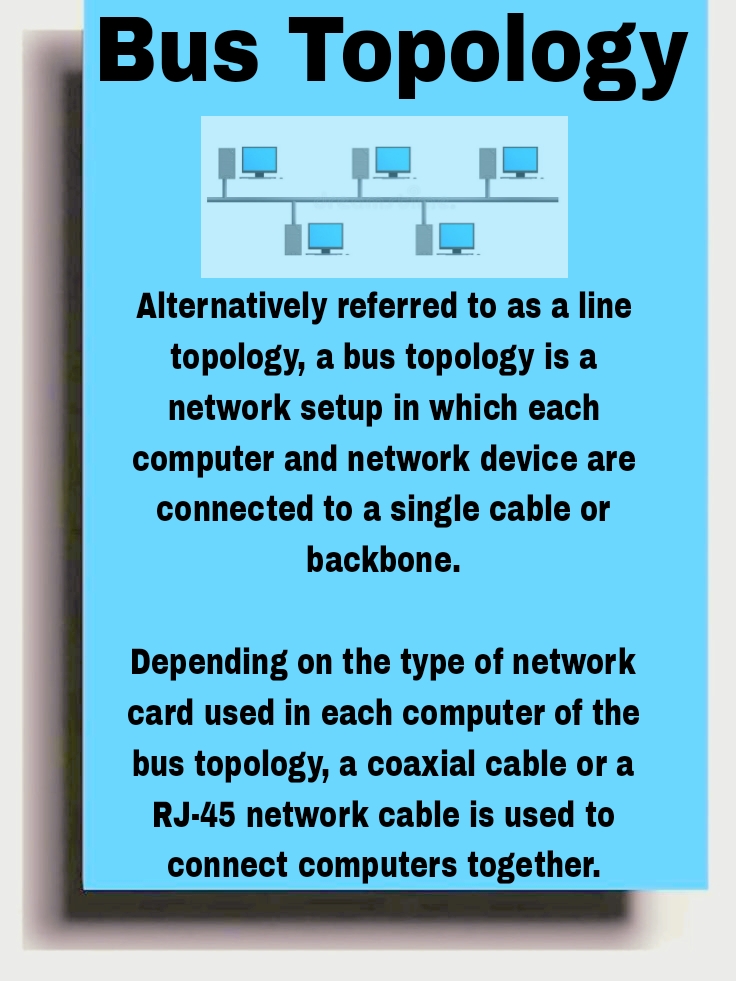 Bus Topology
Alternatively referred to as a line
topology, a bus topology is a
network setup in which each
computer and network device are
connected to a single cable or
backbone.
Depending on the type of network
card used in each computer of the
bus topology, a coaxial cable or a
RJ-45 network cable is used to
connect computers together.